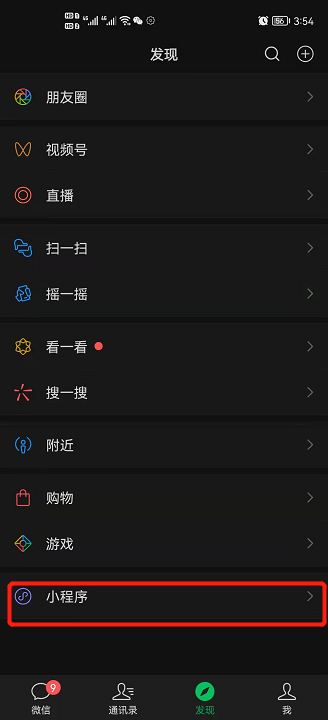 3:54
56
发现
朋友圈
视频号
直播
扫一扫
摇一摇
看一看
搜一搜
附近
购物
游戏
小程序
9
微信
通讯录
发现
我